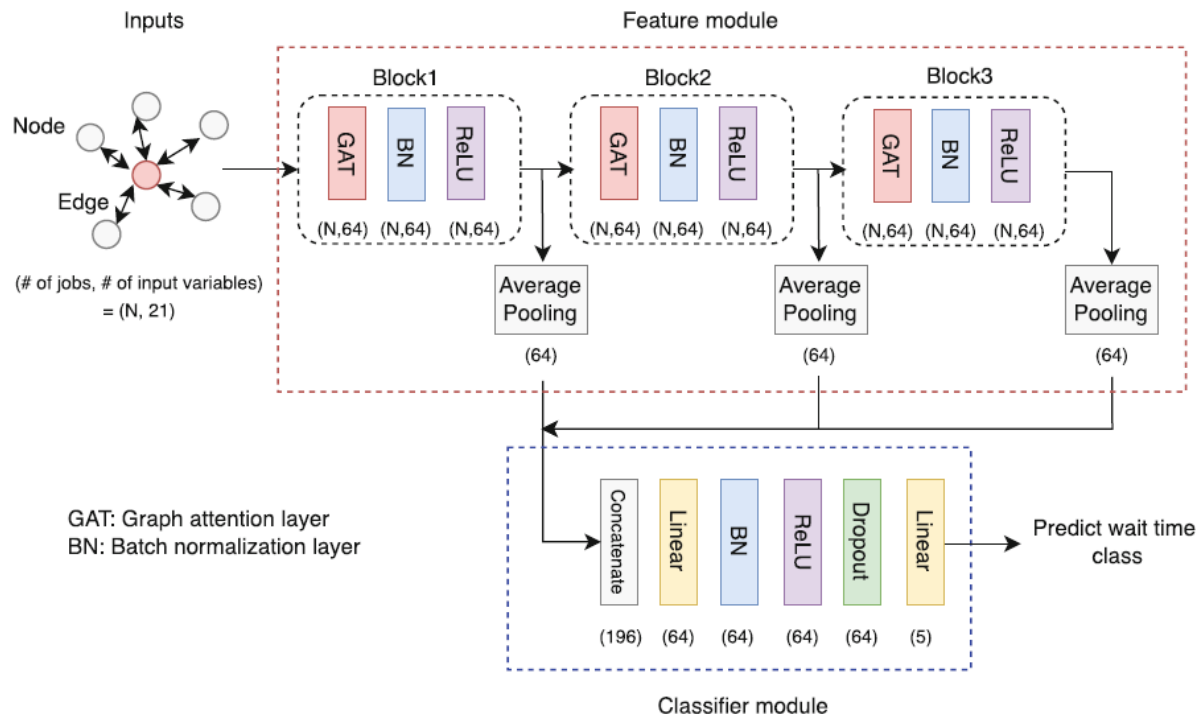 Inputs
Feature module
Block1
Block2
Block3
Node
Edge
GAT
BN
ReLU
GAT
BN
ReLU
GAT
BN
ReLU
(N,64)
(N,64)
(N,64)
(N,64)
(N,64)
(N,64)
(N,64)
(N,64)
(N,64)
(# of jobs, # of input variables)
= (N, 21)
Average
Pooling
Average
Pooling
Average
Pooling
(64)
(64)
(64)
GAT: Graph attention layer
BN: Batch normalization layer
Concatenate
Linear
BN
ReLU
Dropout
Linear
Predict wait time
class
(196)
(64)
(64)
(64)
(64)
(5)
Classifier module